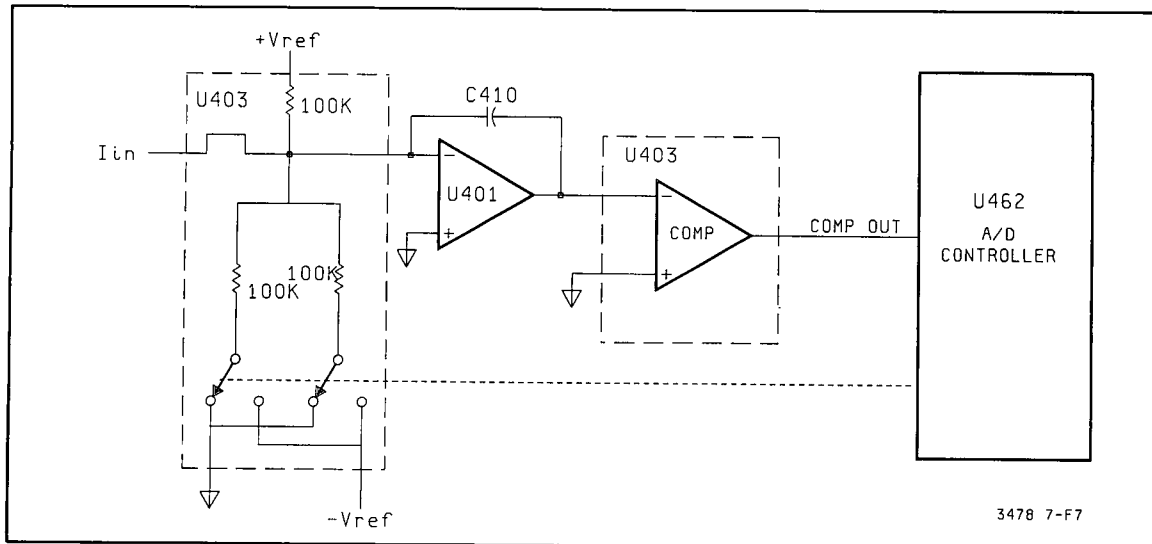 +Vref
U403
100K
C410
Iin
U401
U403
COMP
COMP OUT
U462
A/D
CONTROLLER
100K
100K
-Vref
3478 7-F7